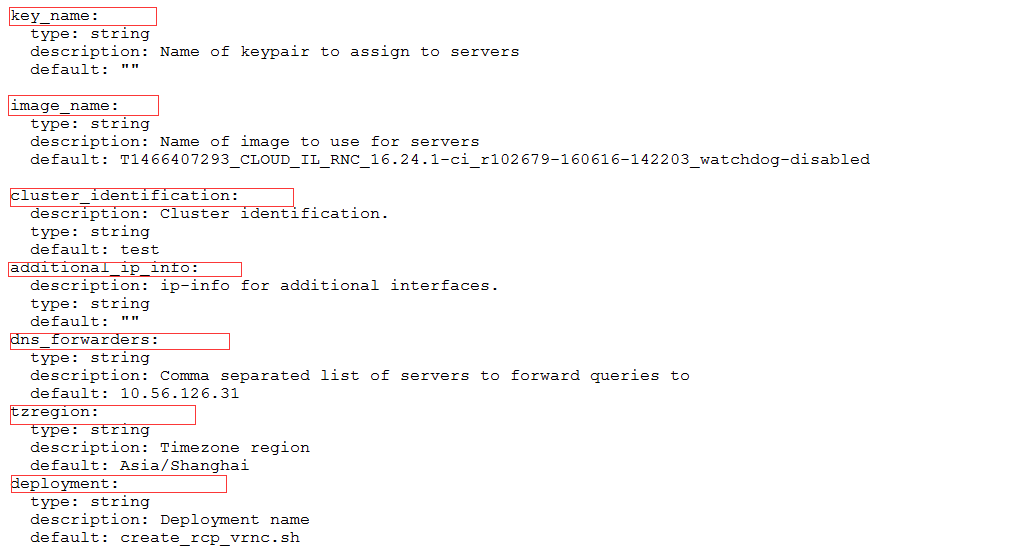 key_name:
  type: string
  description: Name of keypair to assign to servers
  default: ""

image_name:
  type: string
  description: Name of image to use for servers
  default: T1466407293_CLOUD_IL_RNC_16.24.1-ci_r102679-160616-142203_watchdog-disabled

cluster_identification:
  description: Cluster identification.
  type: string
  default: test
additional_ip_info:
  description: ip-info for additional interfaces.
  type: string
  default: ""
dns_forwarders:
  type: string
  description: Comma separated list of servers to forward queries to
  default: 10.56.126.31
tzregion:
  type: string
  description: Timezone region
  default: Asia/Shanghai
deployment:
  type: string
  description: Deployment name
  default: create_rcp_vrnc.sh